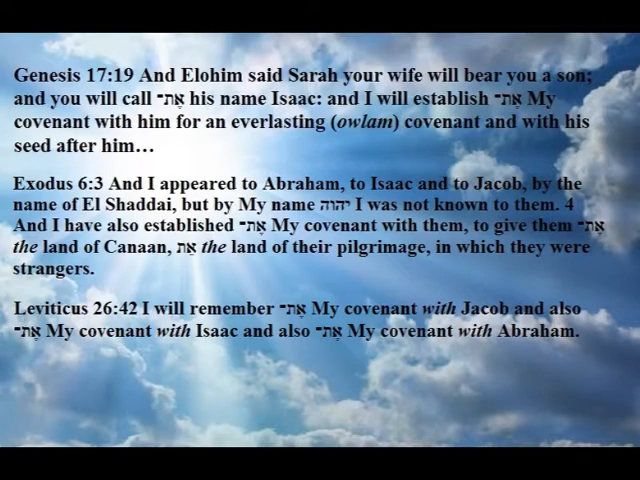 Genesis 17:19 And Elohim said Sarah your wife will bear you a son;
and you will call אֶת־ his name Isaac: and I will establish אֶת־ My
covenant with him for an everlasting (owlam) covenant and with his
seed after him…
Exodus 6:3 And I appeared to Abraham, to Isaac and to Jacob, by the
name of El Shaddai, but by My name יהוה I was not known to them. 4
And I have also established אֶת־ My covenant with them, to give them אֶת־
the land of Canaan, אֵת the land of their pilgrimage, in which they were
strangers.
Leviticus 26:42 I will remember אֶת־ My covenant with Jacob and also
אֶת־ My covenant with Isaac and also אֶת־ My covenant with Abraham.